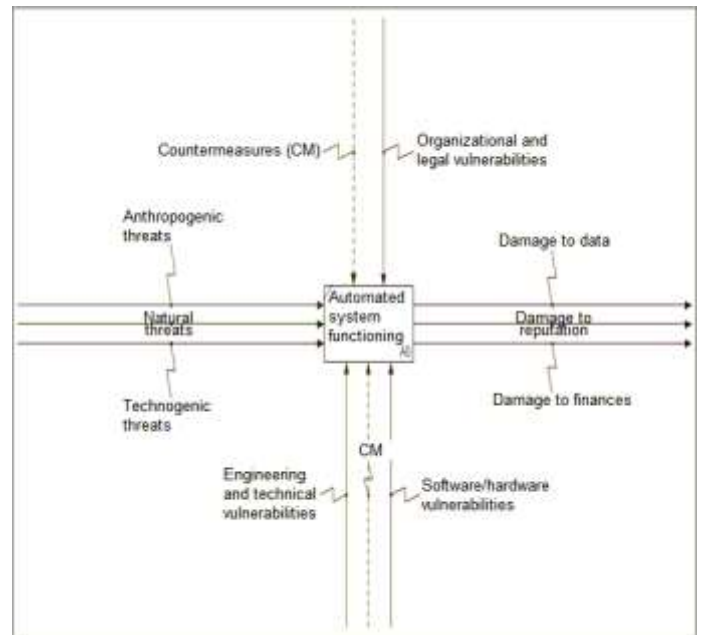 Countermeasures (CM)
Organizational and
legal vulnerabilities
Anthropogenic
threats
Damage to data
Natural
threats
Automated
system
functioning
Damage to
reputation
Technogenic
threats
Damage to finances
CM
Engineering
and technical
vulnerabilities
Software/hardware
vulnerabilities